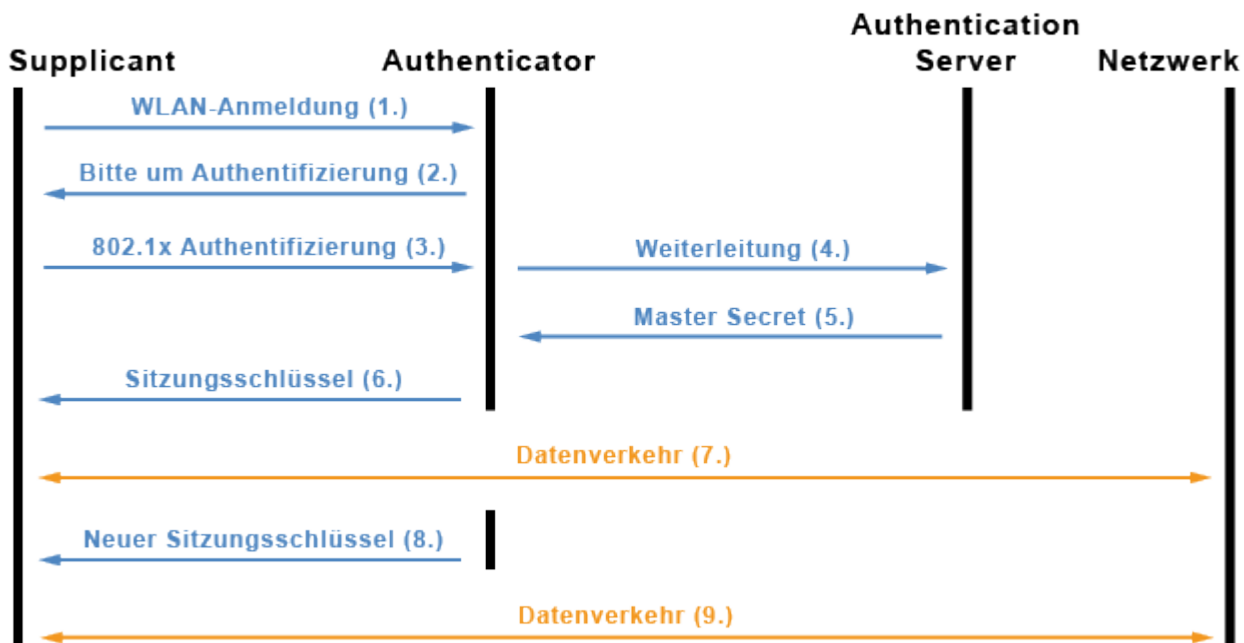 Supplicant
Authenticator
Authentication
Server
Netzwerk
WLAN-Anmeldung (1.)
Bitte um Authentifizierung (2.)
802.1x Authentifizierung (3.)
Weiterleitung (4.)
Master Secret (5.)
Sitzungsschlüssel (6.)
Datenverkehr (7.)
Neuer Sitzungsschlüssel (8.)
Datenverkehr (9.)